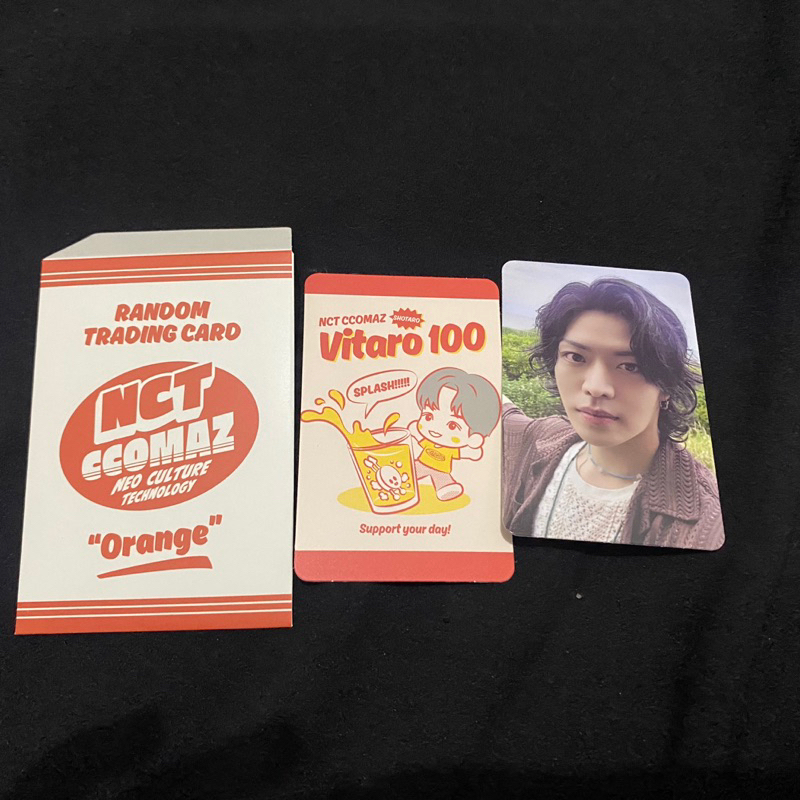 RANDOM
TRADING CARD
NCT
CCOMAZ
NEO CULTURE
TECHNOLOGY
"Orange"
NCT CCOMAZ SHOTARO
Vitaro 100
SPLASH!!!!!
Support your day!